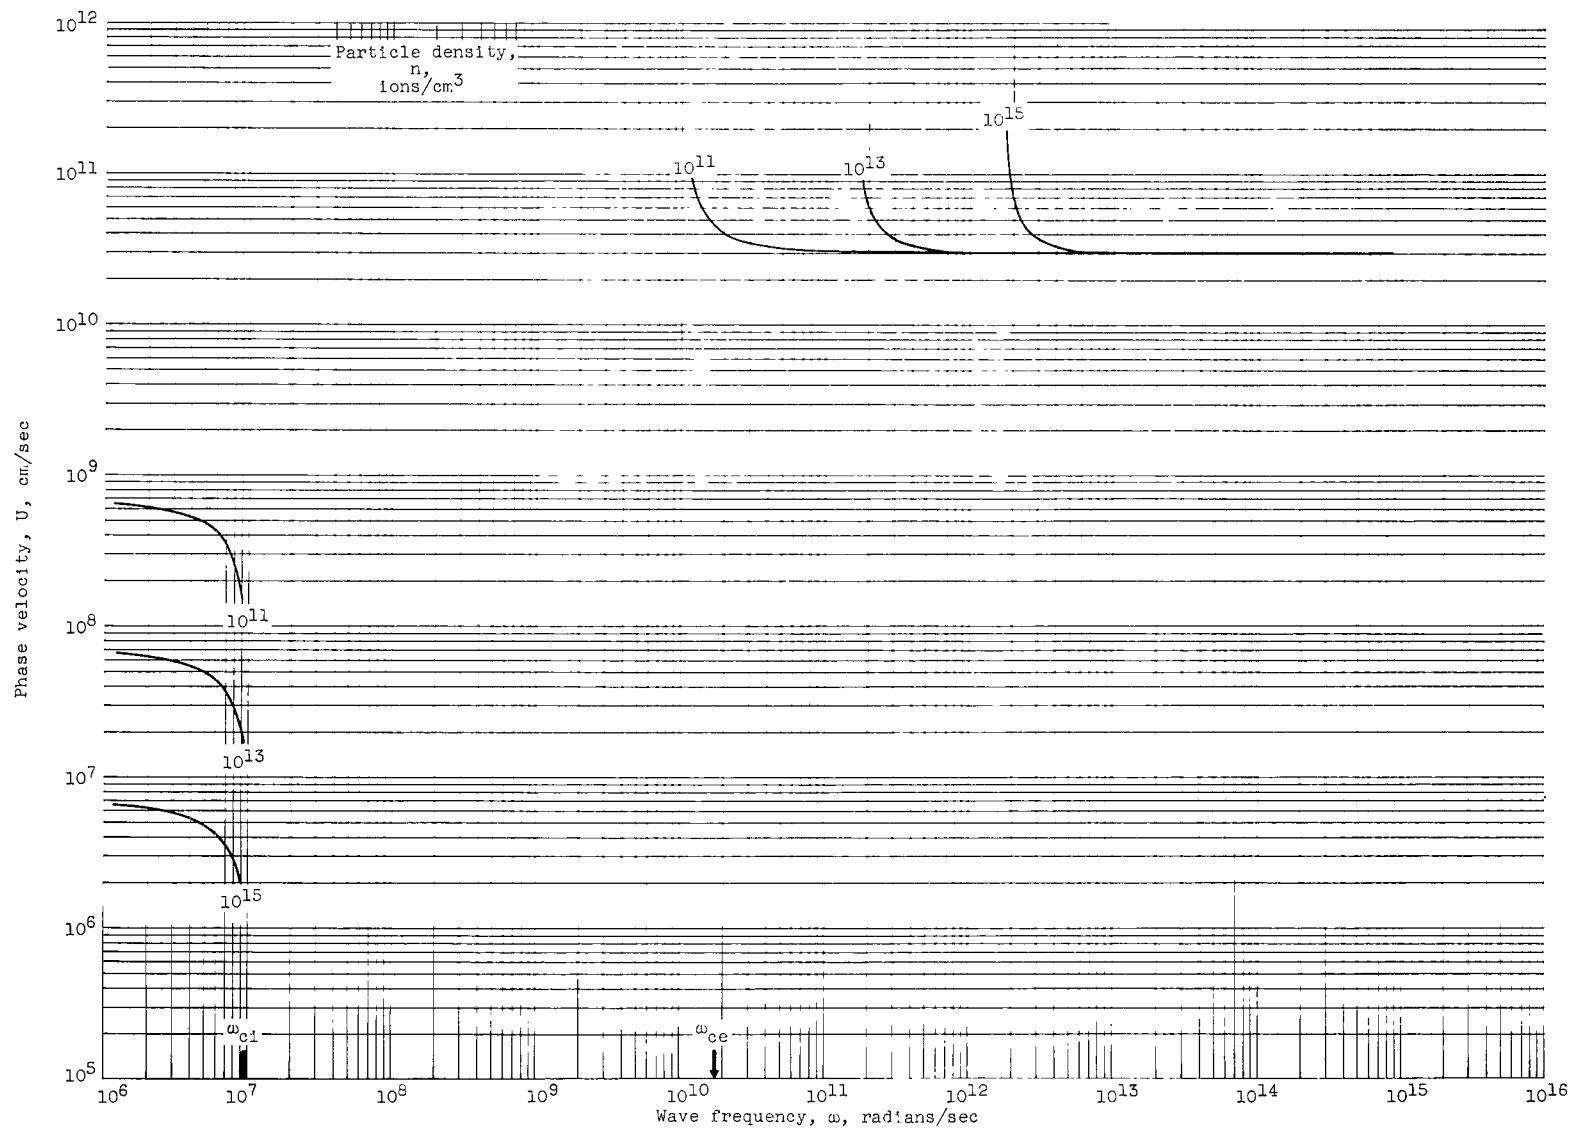 10^12
Particle density,
n,
ions/cm^3
10^15
10^11
10^13
10^11
10^10
Phase velocity, U, cm/sec
10^9
10^11
10^8
10^13
10^7
10^15
10^6
ω_ci
ω_ce
10^5
10^6 10^7 10^8 10^9 10^10 10^11 10^12 10^13 10^14 10^15 10^16
Wave frequency, ω, radians/sec